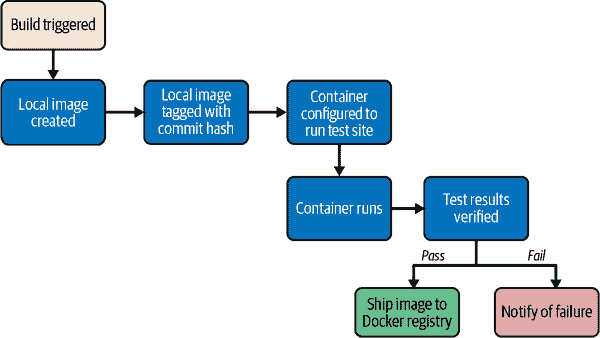 Build triggered
Local image
created
Local image
tagged with
commit hash
Container
configured to
run test site
Container runs
Test results
verified
Pass
Fail
Ship image to
Docker registry
Notify of failure